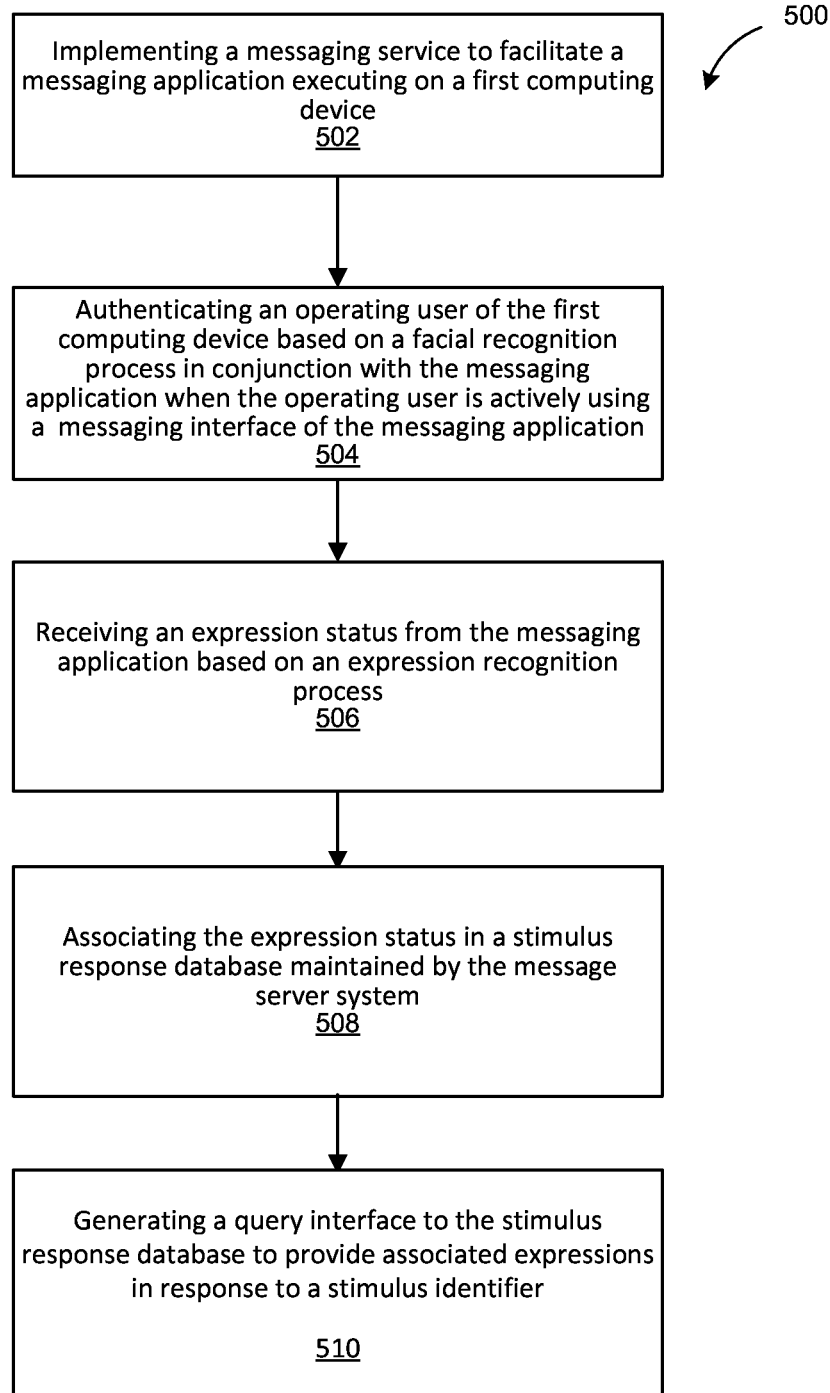 500
Implementing a messaging service to facilitate a
messaging application executing on a first computing
device
502
Authenticating an operating user of the first
computing device based on a facial recognition
process in conjunction with the messaging
application when the operating user is actively using
a messaging interface of the messaging application
504
Receiving an expression status from the messaging
application based on an expression recognition
process
506
Associating the expression status in a stimulus
response database maintained by the message
server system
508
Generating a query interface to the stimulus
response database to provide associated expressions
in response to a stimulus identifier
510